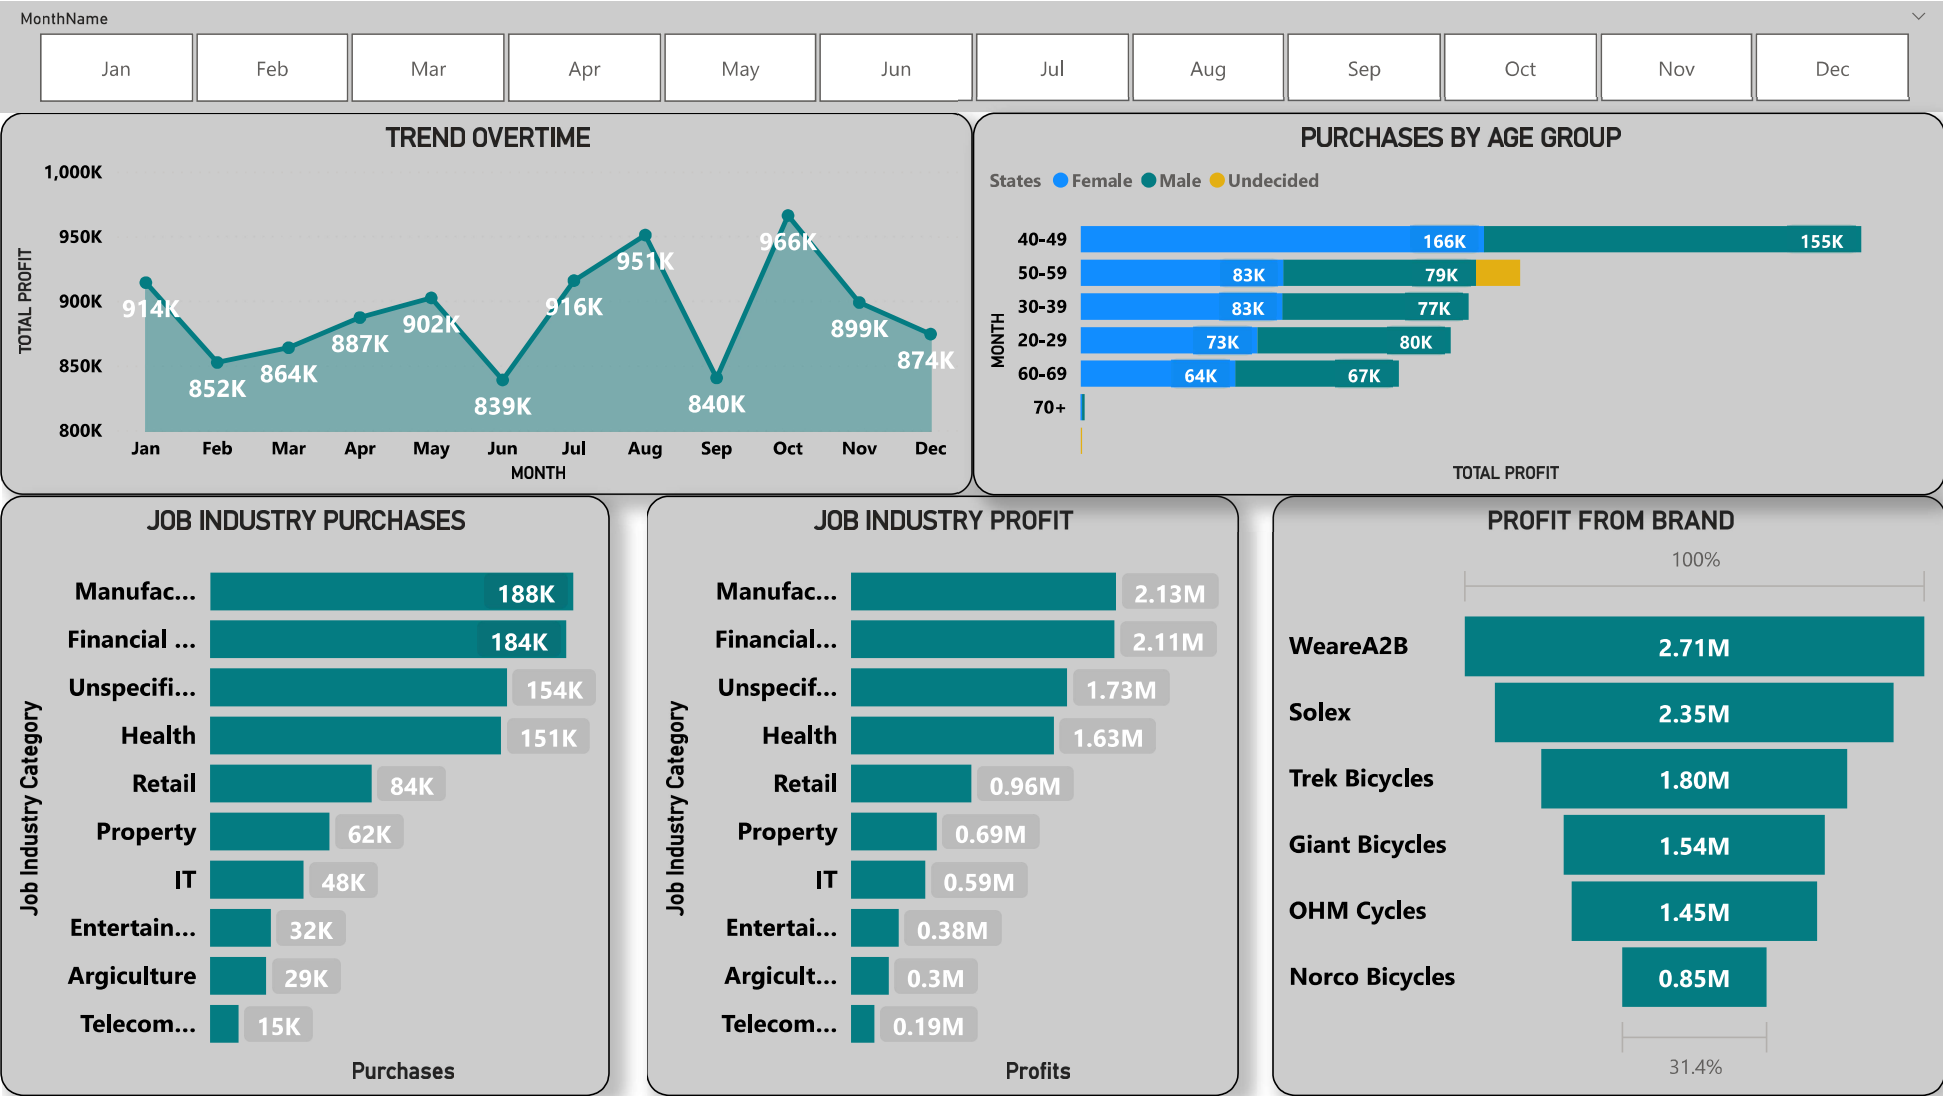 MonthName
Jan Feb Mar Apr May Jun Jul Aug Sep Oct Nov Dec
TREND OVERTIME
1,000K
950K
900K
850K
800K
TOTAL PROFIT
914K
852K
864K
887K
902K
839K
916K
951K
840K
966K
899K
874K
Jan Feb Mar Apr May Jun Jul Aug Sep Oct Nov Dec
MONTH
PURCHASES BY AGE GROUP
States Female Male Undecided
MONTH
40-49 166K 155K
50-59 83K 79K
30-39 83K 77K
20-29 73K 80K
60-69 64K 67K
70+
TOTAL PROFIT
JOB INDUSTRY PURCHASES
Job Industry Category
Manufac... 188K
Financial ... 184K
Unspecifi... 154K
Health 151K
Retail 84K
Property 62K
IT 48K
Entertain... 32K
Argiculture 29K
Telecom... 15K
Purchases
JOB INDUSTRY PROFIT
Job Industry Category
Manufac... 2.13M
Financial... 2.11M
Unspecif... 1.73M
Health 1.63M
Retail 0.96M
Property 0.69M
IT 0.59M
Entertai... 0.38M
Argicult... 0.3M
Telecom... 0.19M
Profits
PROFIT FROM BRAND
100%
WeareA2B 2.71M
Solex 2.35M
Trek Bicycles 1.80M
Giant Bicycles 1.54M
OHM Cycles 1.45M
Norco Bicycles 0.85M
31.4%